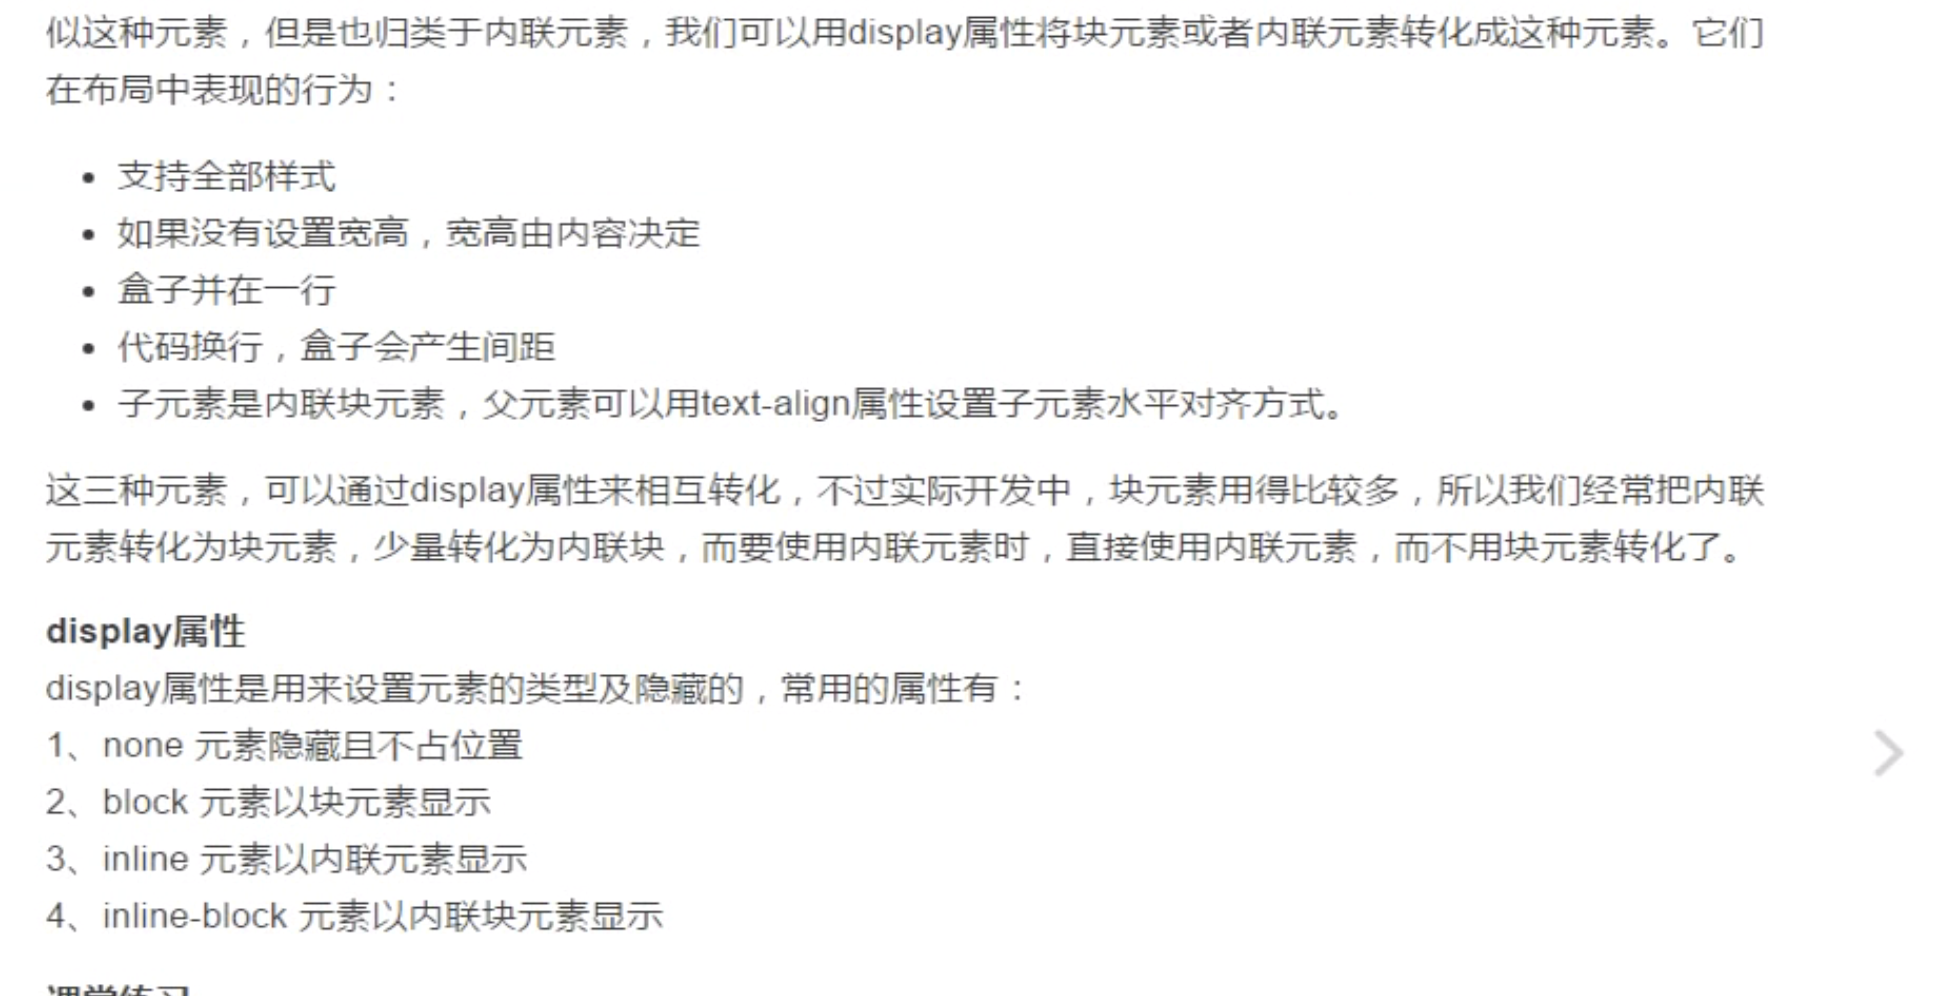 似这种元素，但是也归类于内联元素，我们可以用display属性将块元素或者内联元素转化成这种元素。它们
在布局中表现的行为：
• 支持全部样式
• 如果没有设置宽高，宽高由内容决定
• 盒子并在一行
• 代码换行，盒子会产生间距
• 子元素是内联块元素，父元素可以用text-align属性设置子元素水平对齐方式。
这三种元素，可以通过display属性来相互转化，不过实际开发中，块元素用得比较多，所以我们经常把内联
元素转化为块元素，少量转化为内联块，而要使用内联元素时，直接使用内联元素，而不用块元素转化了。
display属性
display属性是用来设置元素的类型及隐藏的，常用的属性有：
1、none 元素隐藏且不占位置
2、block 元素以块元素显示
3、inline 元素以内联元素显示
4、inline-block 元素以内联块元素显示
课堂练习